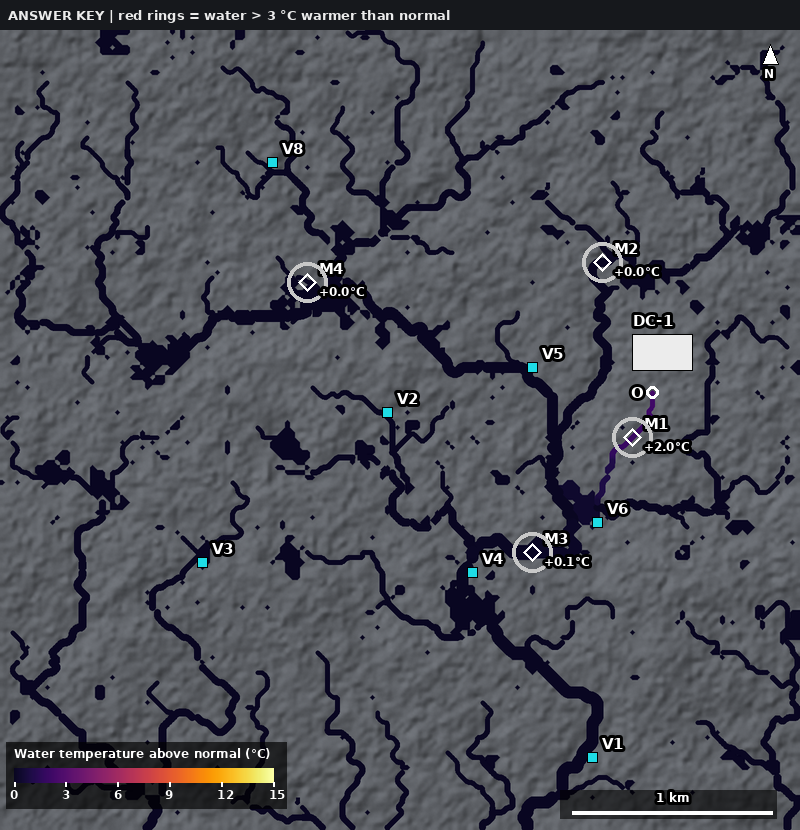 ANSWER KEY | red rings = water > 3 °C warmer than normal
N
V8
M2
+0.0°C
M4
+0.0°C
DC-1
V5
O
V2
M1
+2.0°C
V6
M3
+0.1°C
V3
V4
V1
Water temperature above normal (°C)
0 3 6 9 12 15
1 km